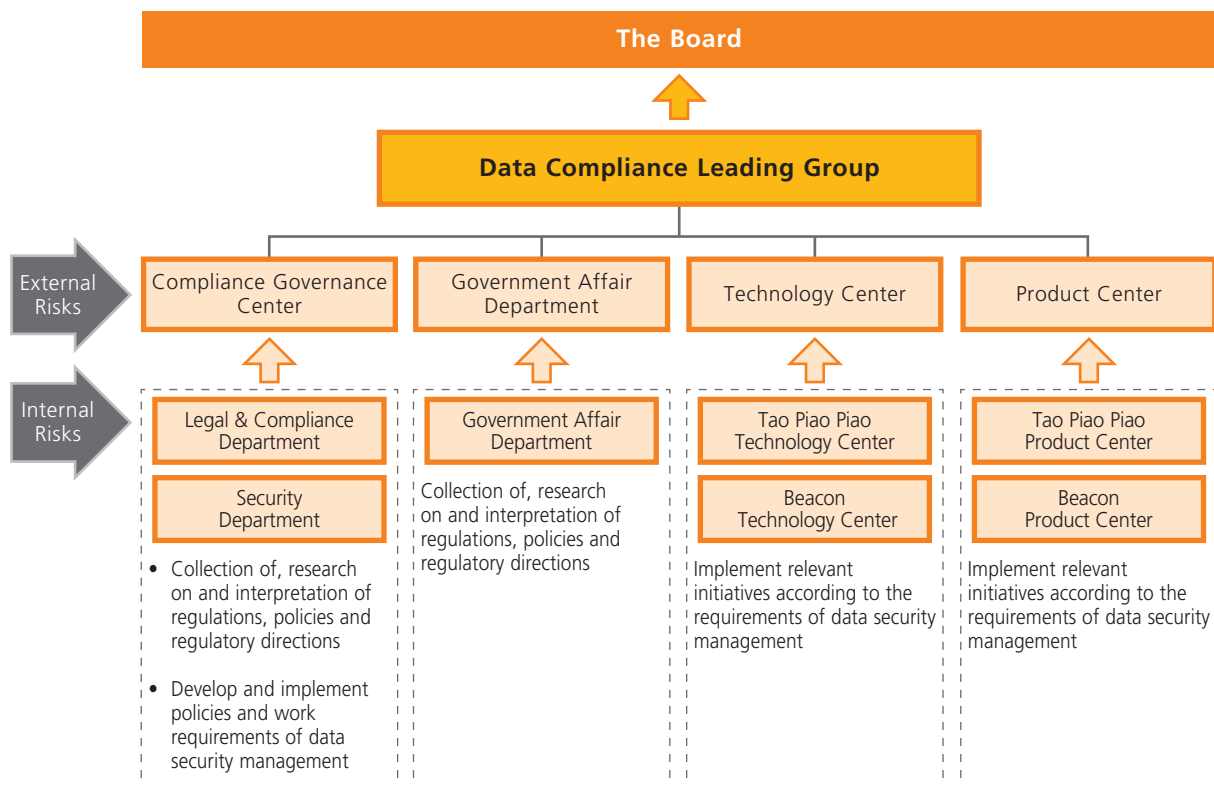 The Board
Data Compliance Leading Group
External
Risks
Compliance Governance
Center
Government Affair
Department
Technology Center
Product Center
Internal
Risks
Legal & Compliance
Department
Security
Department
• Collection of, research
on and interpretation of
regulations, policies and
regulatory directions
• Develop and implement
policies and work
requirements of data
security management
Government Affair
Department
Collection of, research
on and interpretation of
regulations, policies and
regulatory directions
Tao Piao Piao
Technology Center
Beacon
Technology Center
Implement relevant
initiatives according to the
requirements of data security
management
Tao Piao Piao
Product Center
Beacon
Product Center
Implement relevant
initiatives according to the
requirements of data security
management